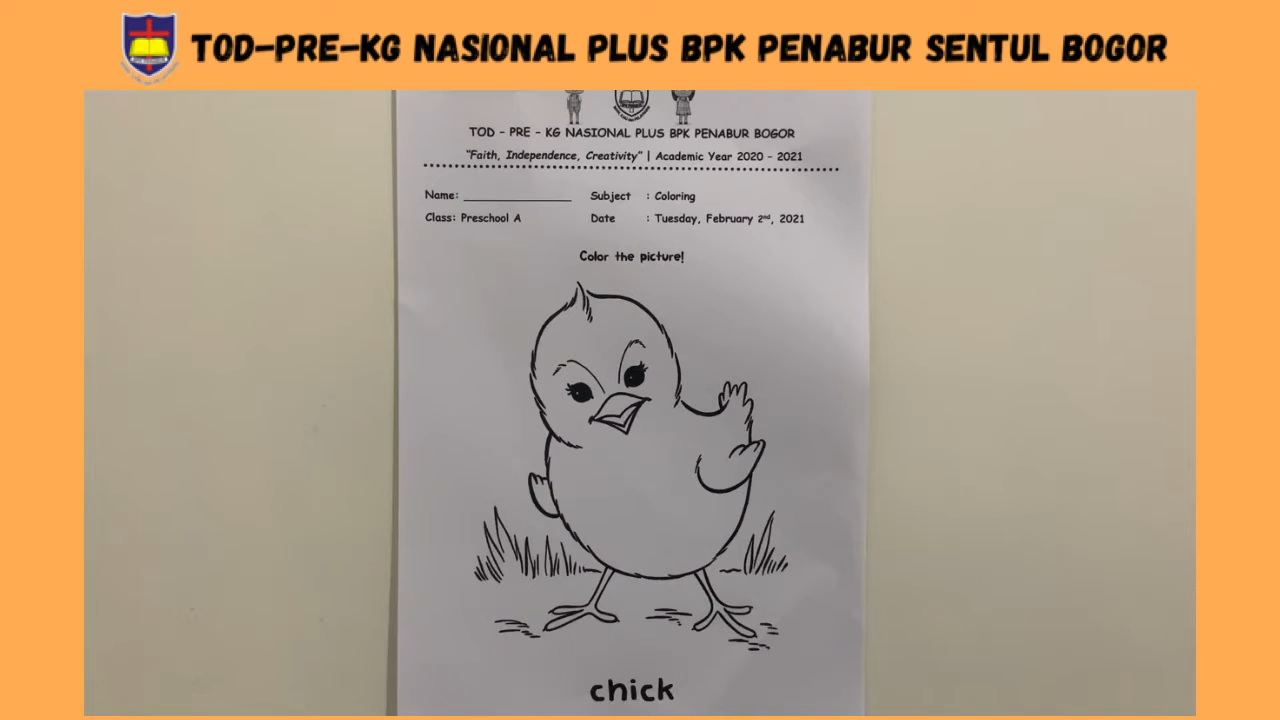 TOD-PRE-KG NASIONAL PLUS BPK PENABUR SENTUL BOGOR
TOD - PRE - KG NASIONAL PLUS BPK PENABUR BOGOR
"Faith, Independence, Creativity" | Academic Year 2020 - 2021
Name: _______________ Subject : Coloring
Class: Preschool A Date : Tuesday, February 2nd, 2021
Color the picture!
chick